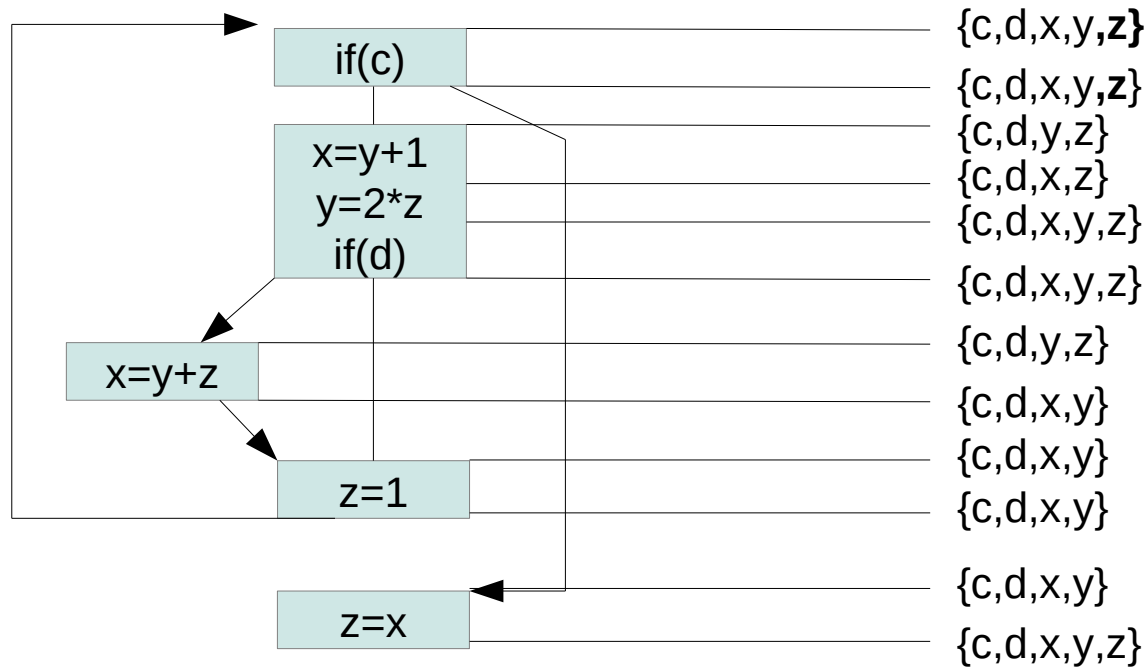 if(c)
{c,d,x,y,z}
{c,d,x,y,z}
x=y+1
y=2*z
if(d)
{c,d,y,z}
{c,d,x,z}
{c,d,x,y,z}
{c,d,x,y,z}
x=y+z
{c,d,y,z}
{c,d,x,y}
z=1
{c,d,x,y}
{c,d,x,y}
z=x
{c,d,x,y}
{c,d,x,y,z}